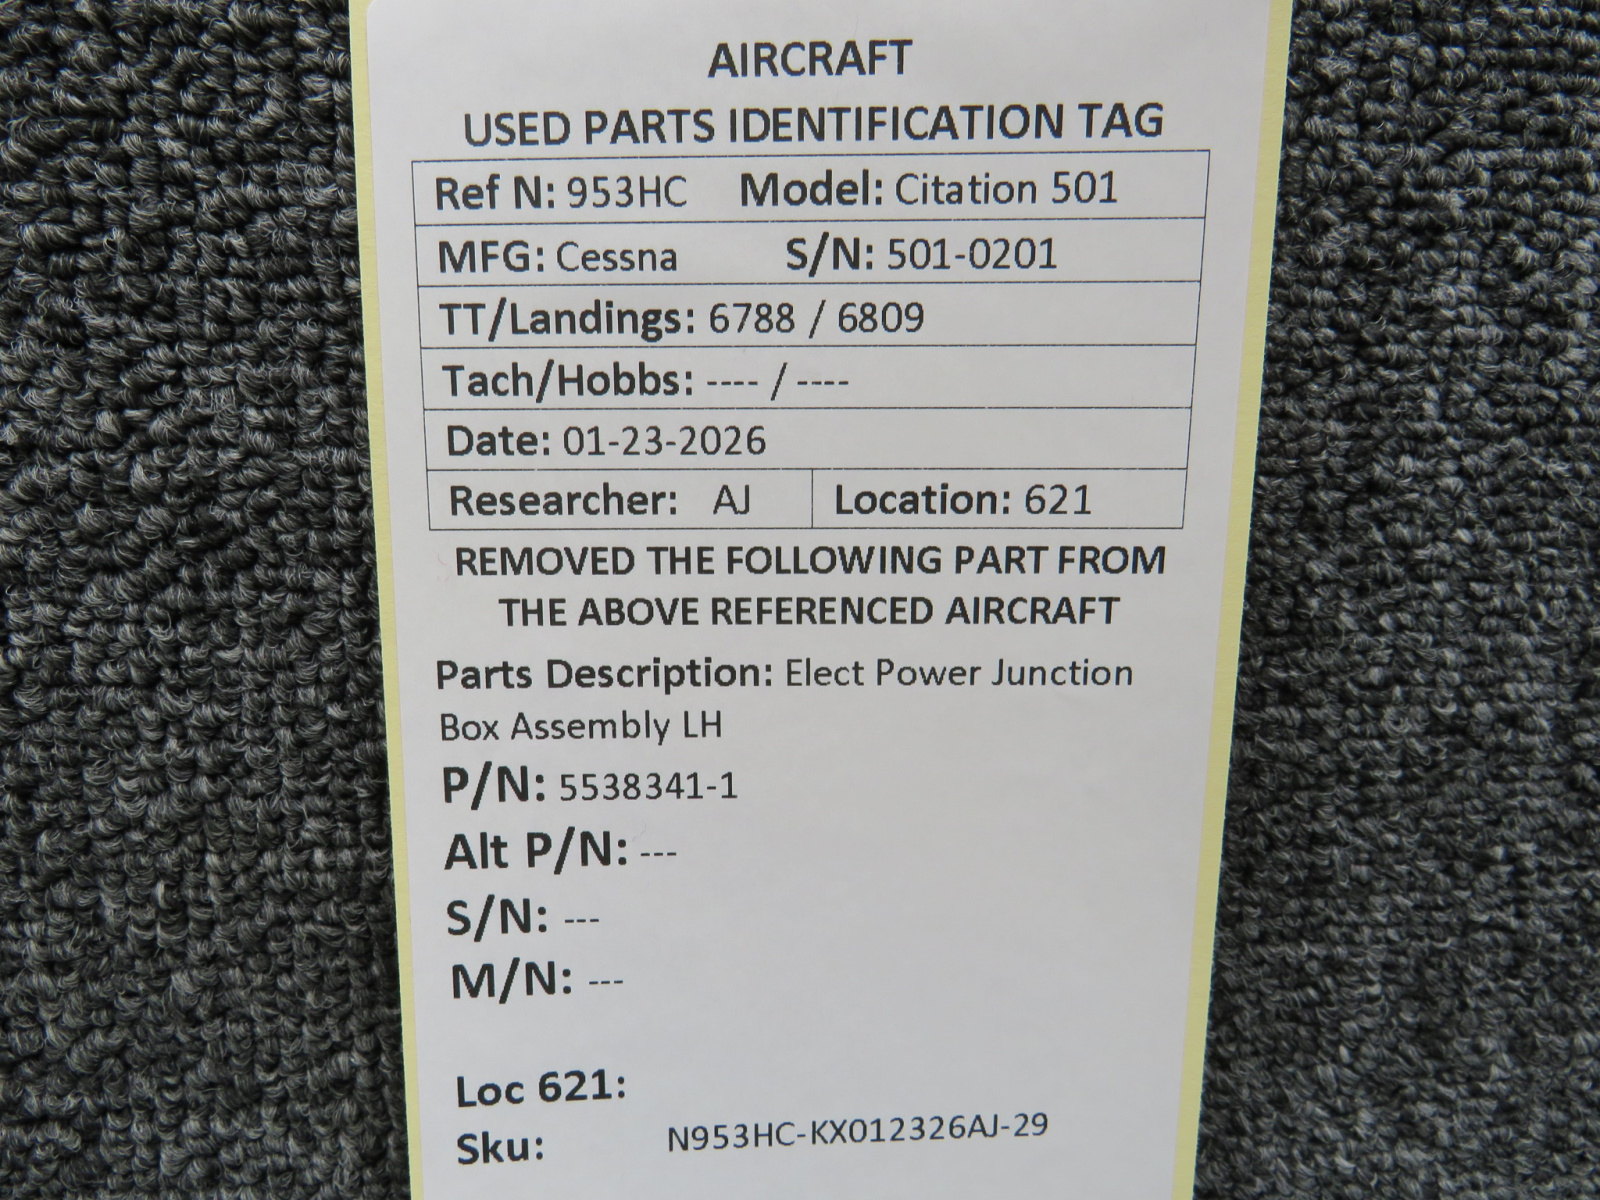 AIRCRAFT
USED PARTS IDENTIFICATION TAG
Ref N: 953HC Model: Citation 501
MFG: Cessna S/N: 501-0201
TT/Landings: 6788 / 6809
Tach/Hobbs: ---- / ----
Date: 01-23-2026
Researcher: AJ Location: 621
REMOVED THE FOLLOWING PART FROM
THE ABOVE REFERENCED AIRCRAFT
Parts Description: Elect Power Junction
Box Assembly LH
P/N: 5538341-1
Alt P/N: ---
S/N: ---
M/N: ---
Loc 621:
Sku: N953HC-KX012326AJ-29